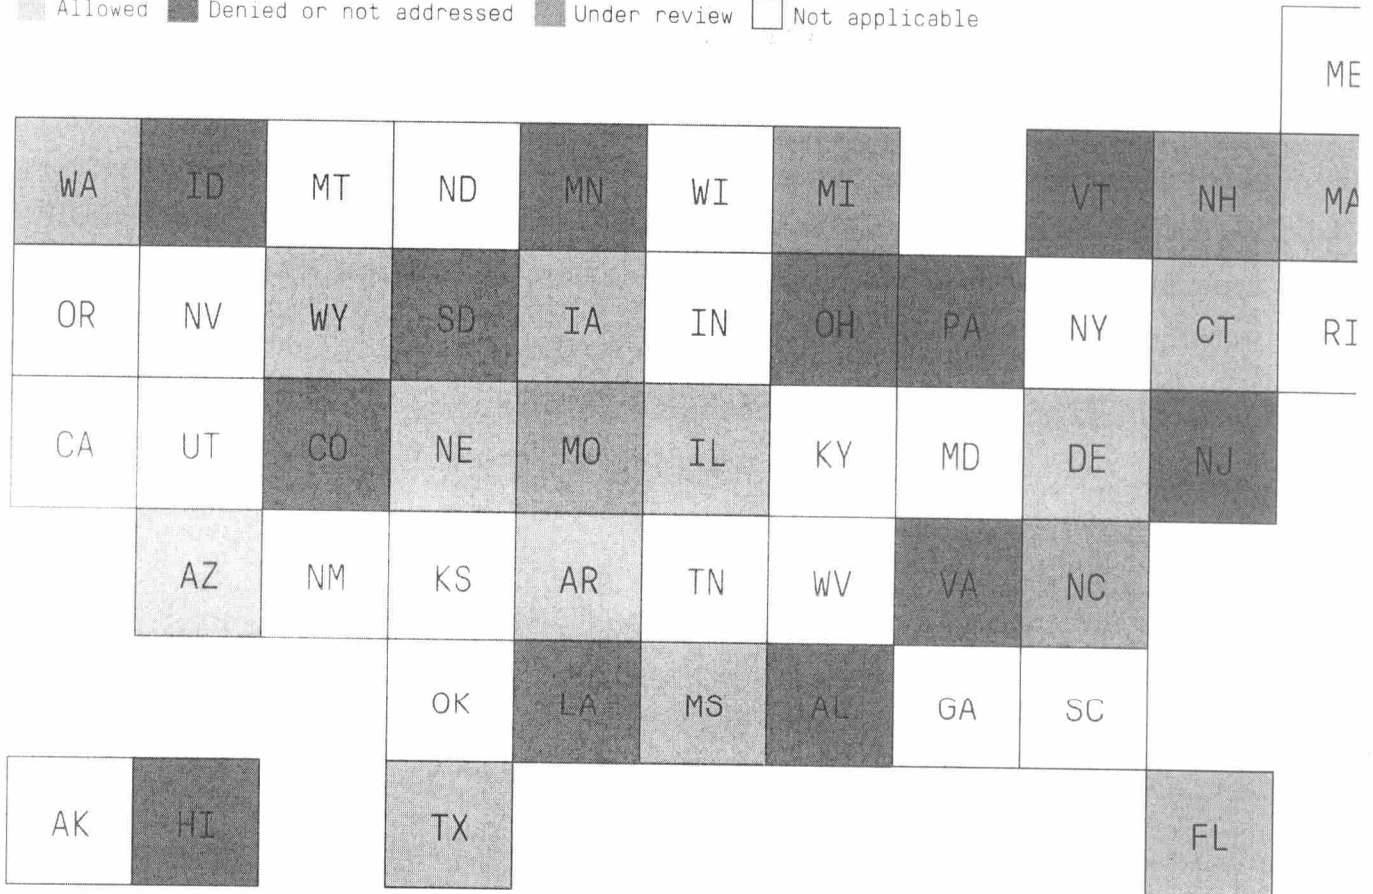 Allowed Denied or not addressed Under review Not applicable
ME
WA ID MT ND MN WI MI VT NH MA
OR NV WY SD IA IN OH PA NY CT RI
CA UT CO NE MO IL KY MD DE NJ
AZ NM KS AR TN WV VA NC
OK LA MS AL GA SC
AK HI TX FL